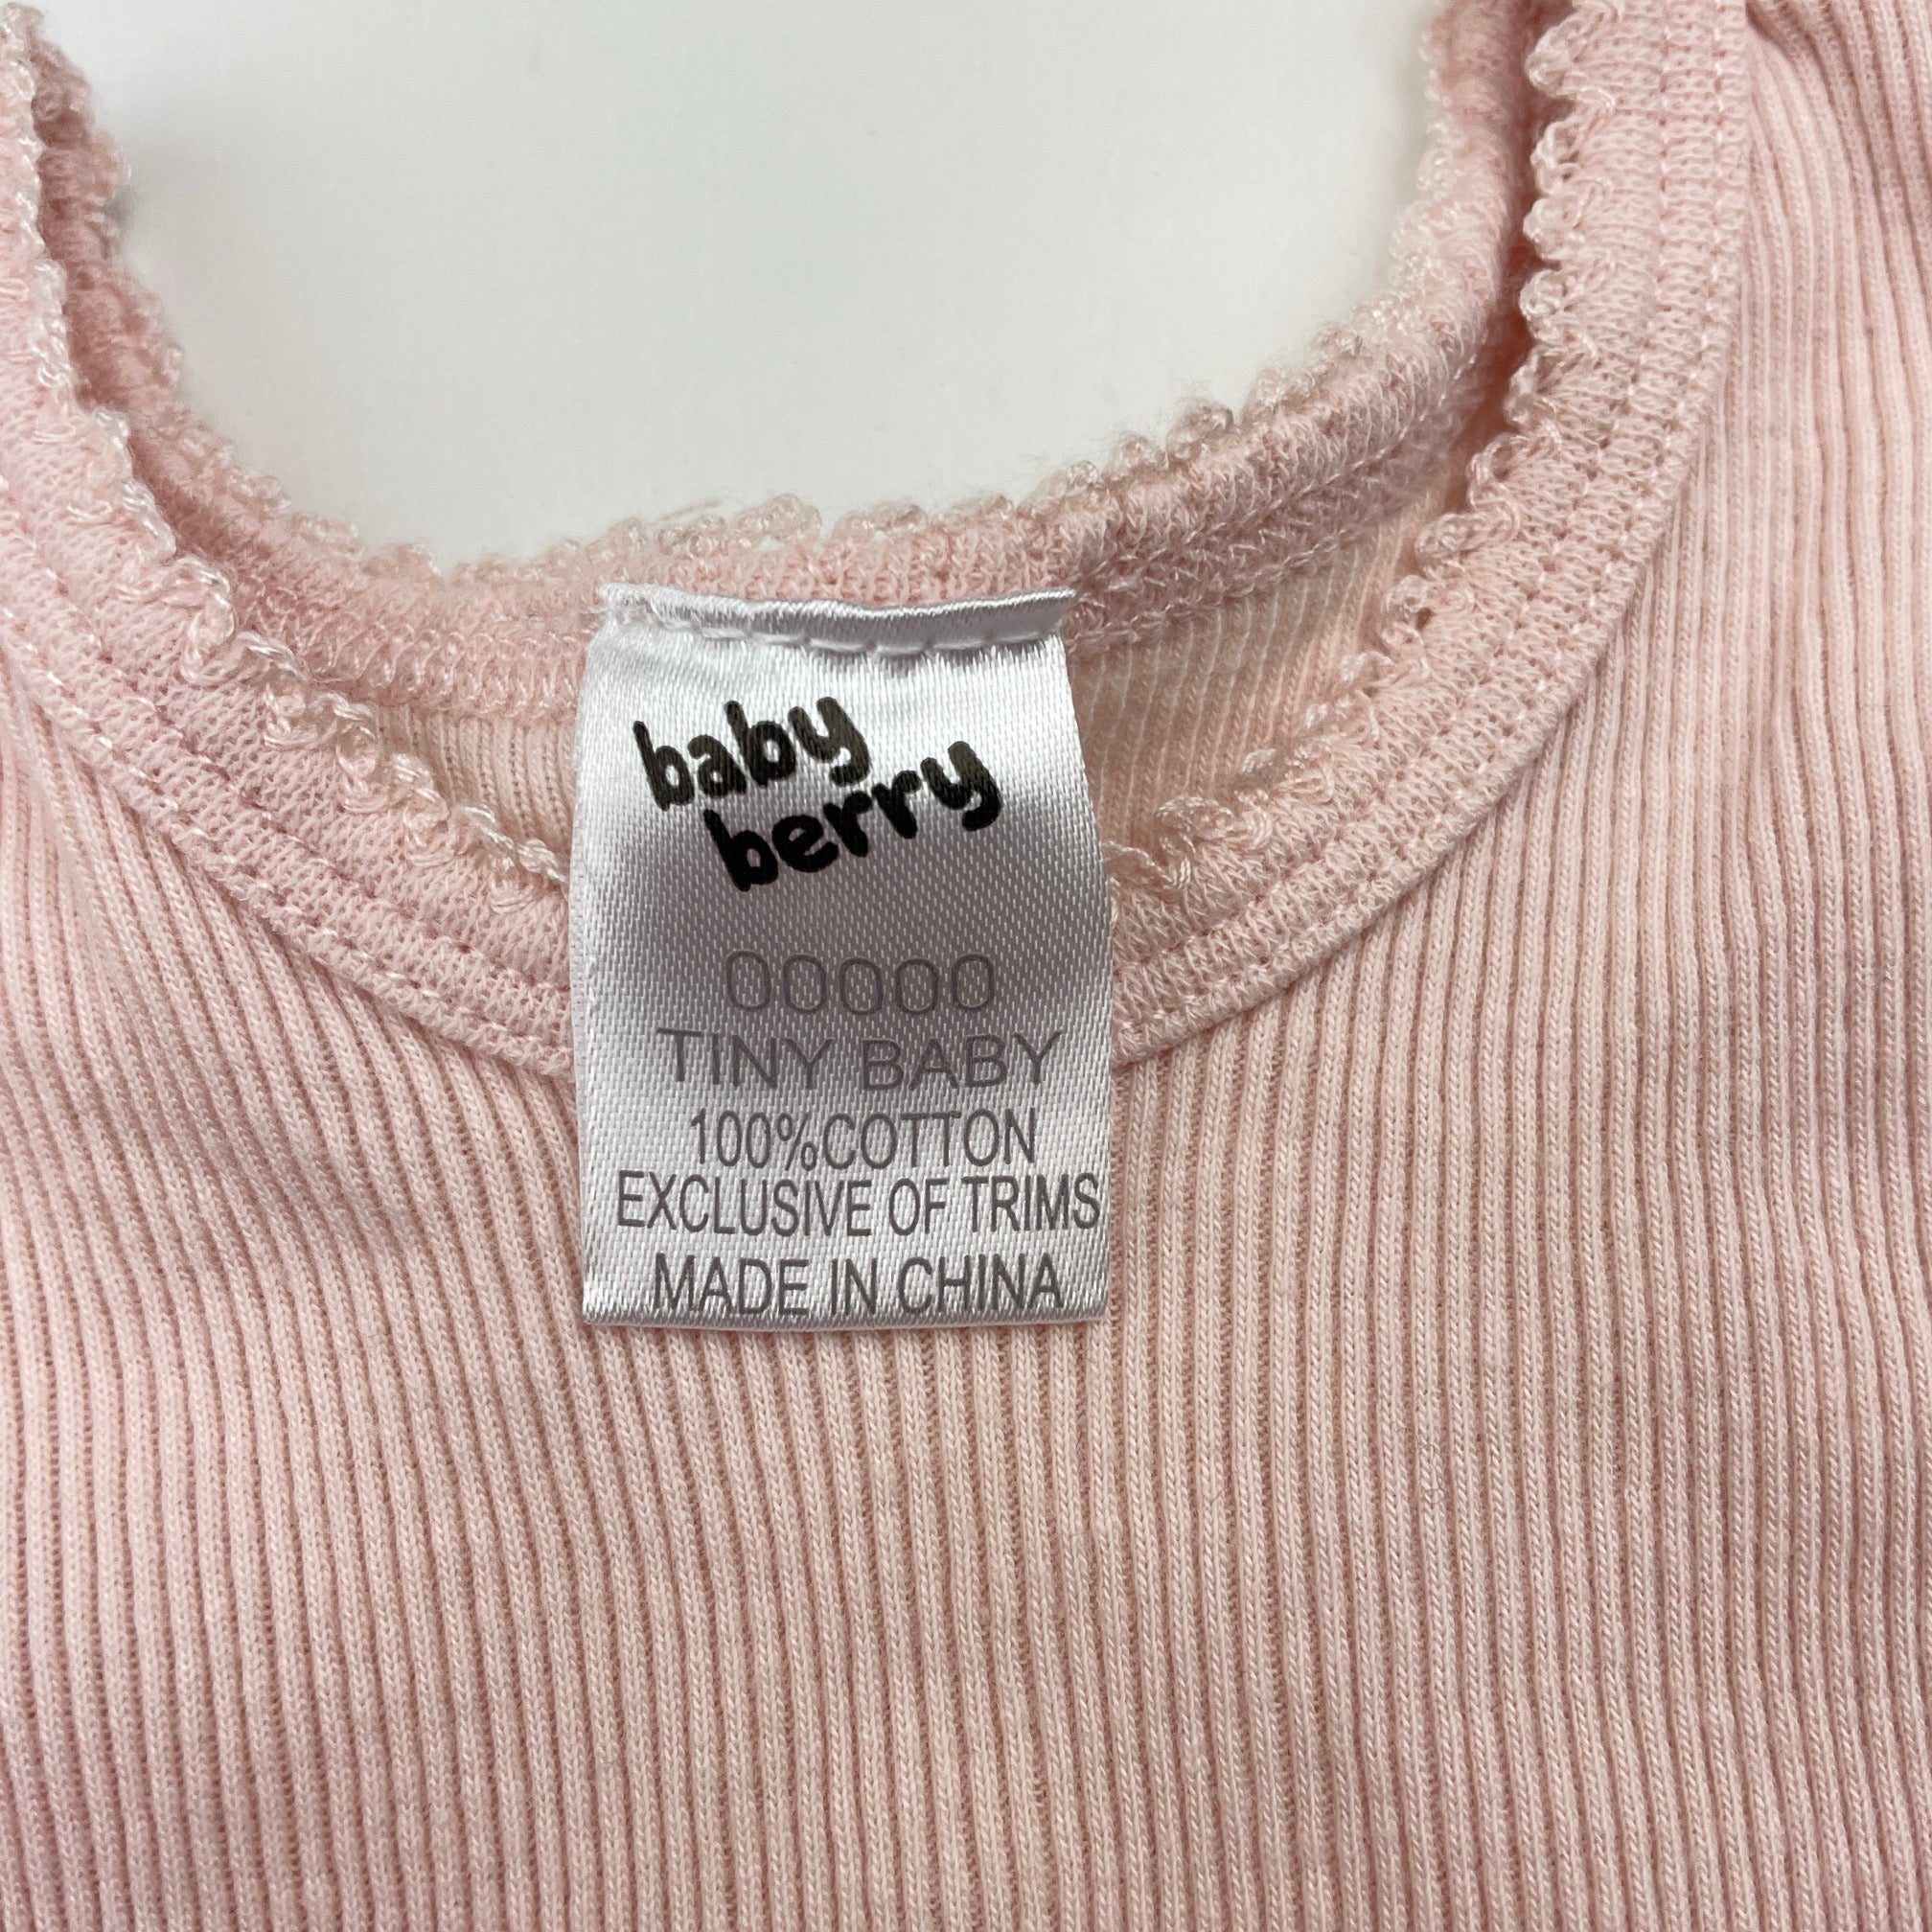 baby
berry
00000
TINY BABY
100%COTTON
EXCLUSIVE OF TRIMS
MADE IN CHINA